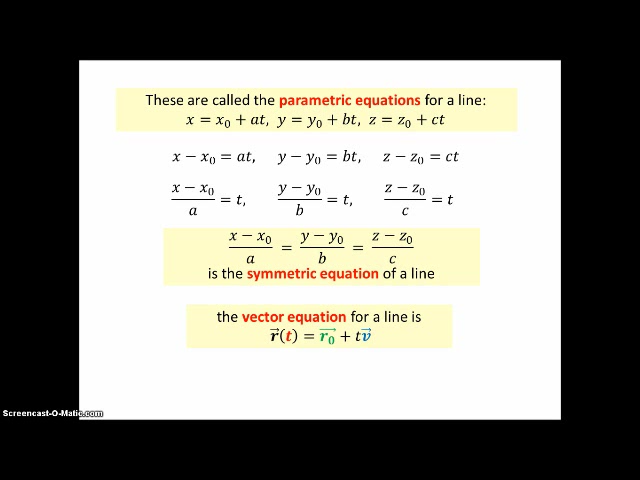 These are called the parametric equations for a line:
x = x₀ + at, y = y₀ + bt, z = z₀ + ct
x − x₀ = at, y − y₀ = bt, z − z₀ = ct
(x − x₀)/a = t, (y − y₀)/b = t, (z − z₀)/c = t
(x − x₀)/a = (y − y₀)/b = (z − z₀)/c
is the symmetric equation of a line
the vector equation for a line is
r⃗(t) = r₀⃗ + tv⃗
Screencast-O-Matic.com